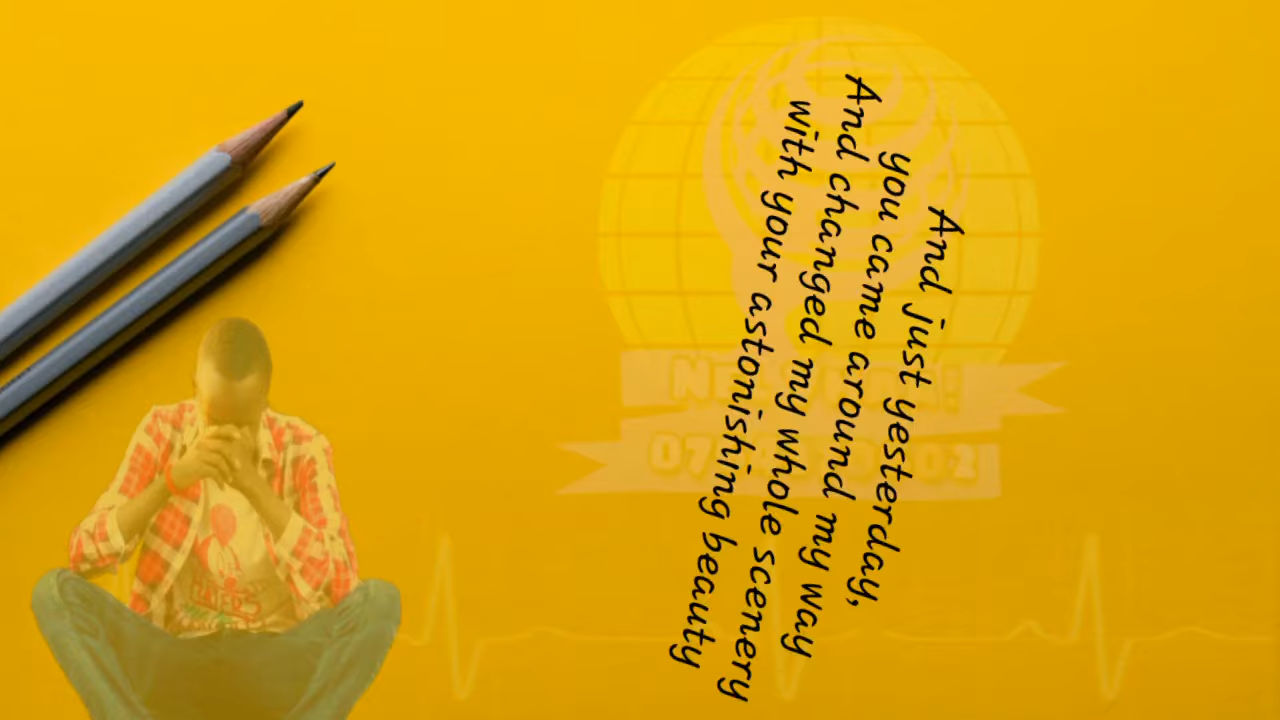 And just yesterday,
you came around my way
And changed my whole scenery
with your astonishing beauty